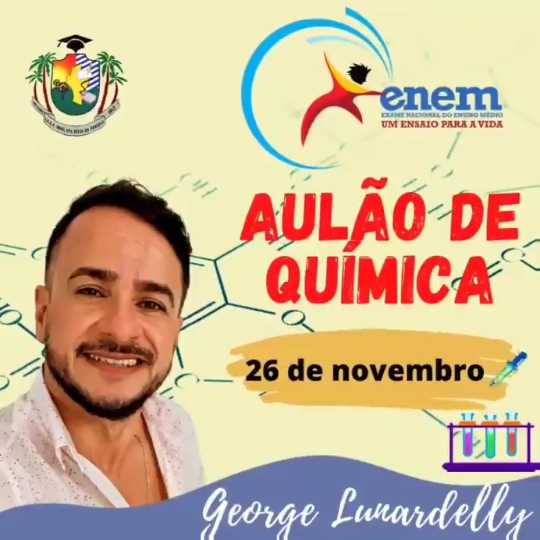 enem
EXAME NACIONAL DO ENSINO MÉDIO
UM ENSAIO PARA A VIDA
AULÃO DE
QUÍMICA
26 de novembro
George Lunardelly